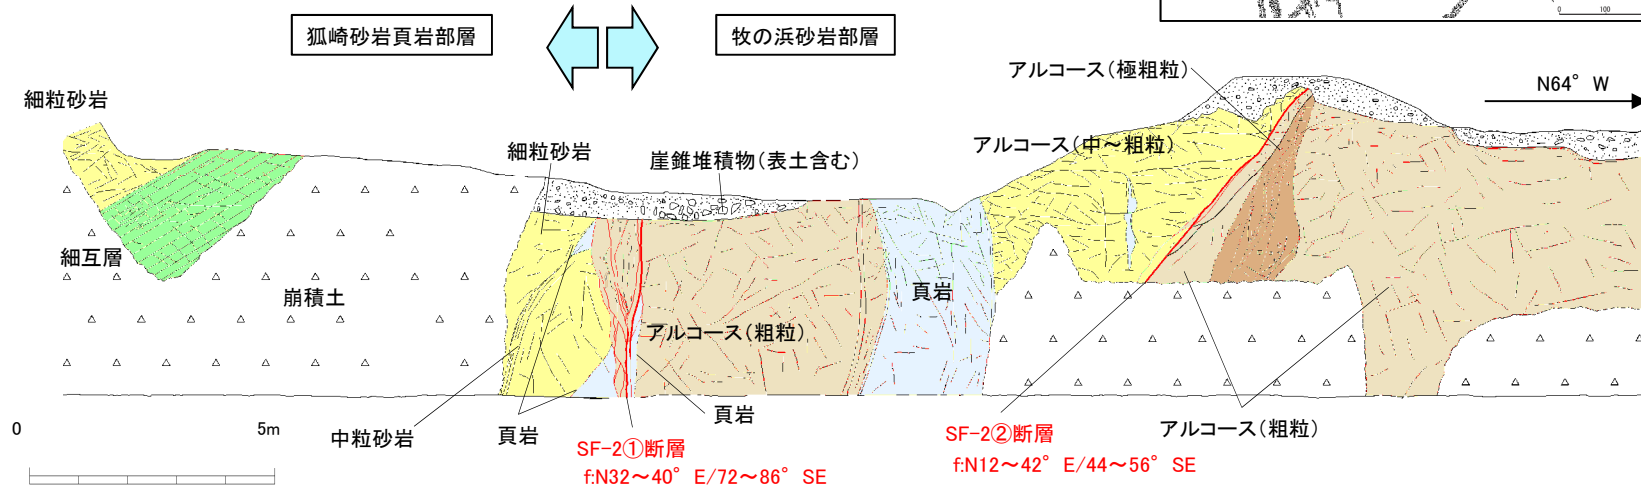 0 100
狐崎砂岩頁岩部層
牧の浜砂岩部層
アルコース(極粗粒)
N64° W
細粒砂岩
アルコース(中～粗粒)
細粒砂岩
崖錐堆積物(表土含む)
細互層
崩積土
頁岩
アルコース(粗粒)
0 5m
中粒砂岩
頁岩
頁岩
SF-2①断層
f:N32～40° E/72～86° SE
SF-2②断層
f:N12～42° E/44～56° SE
アルコース(粗粒)